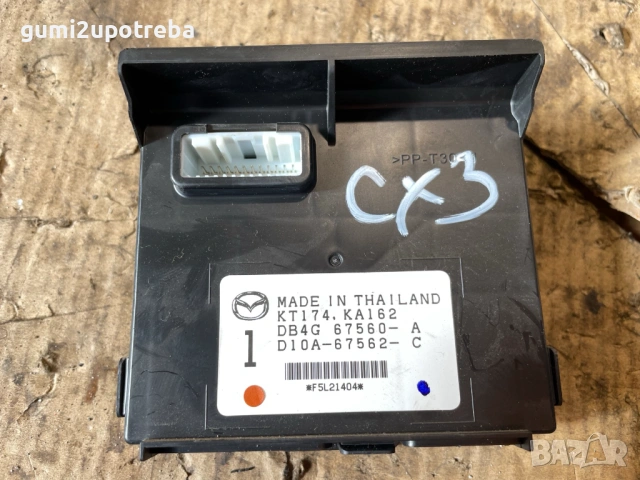 gumi2upotreba
>PP-T30
CX3
MADE IN THAILAND
KT174, KA162
DB4G 67560- A
1 D10A-67562- C
*F5L21404*
BAZAR